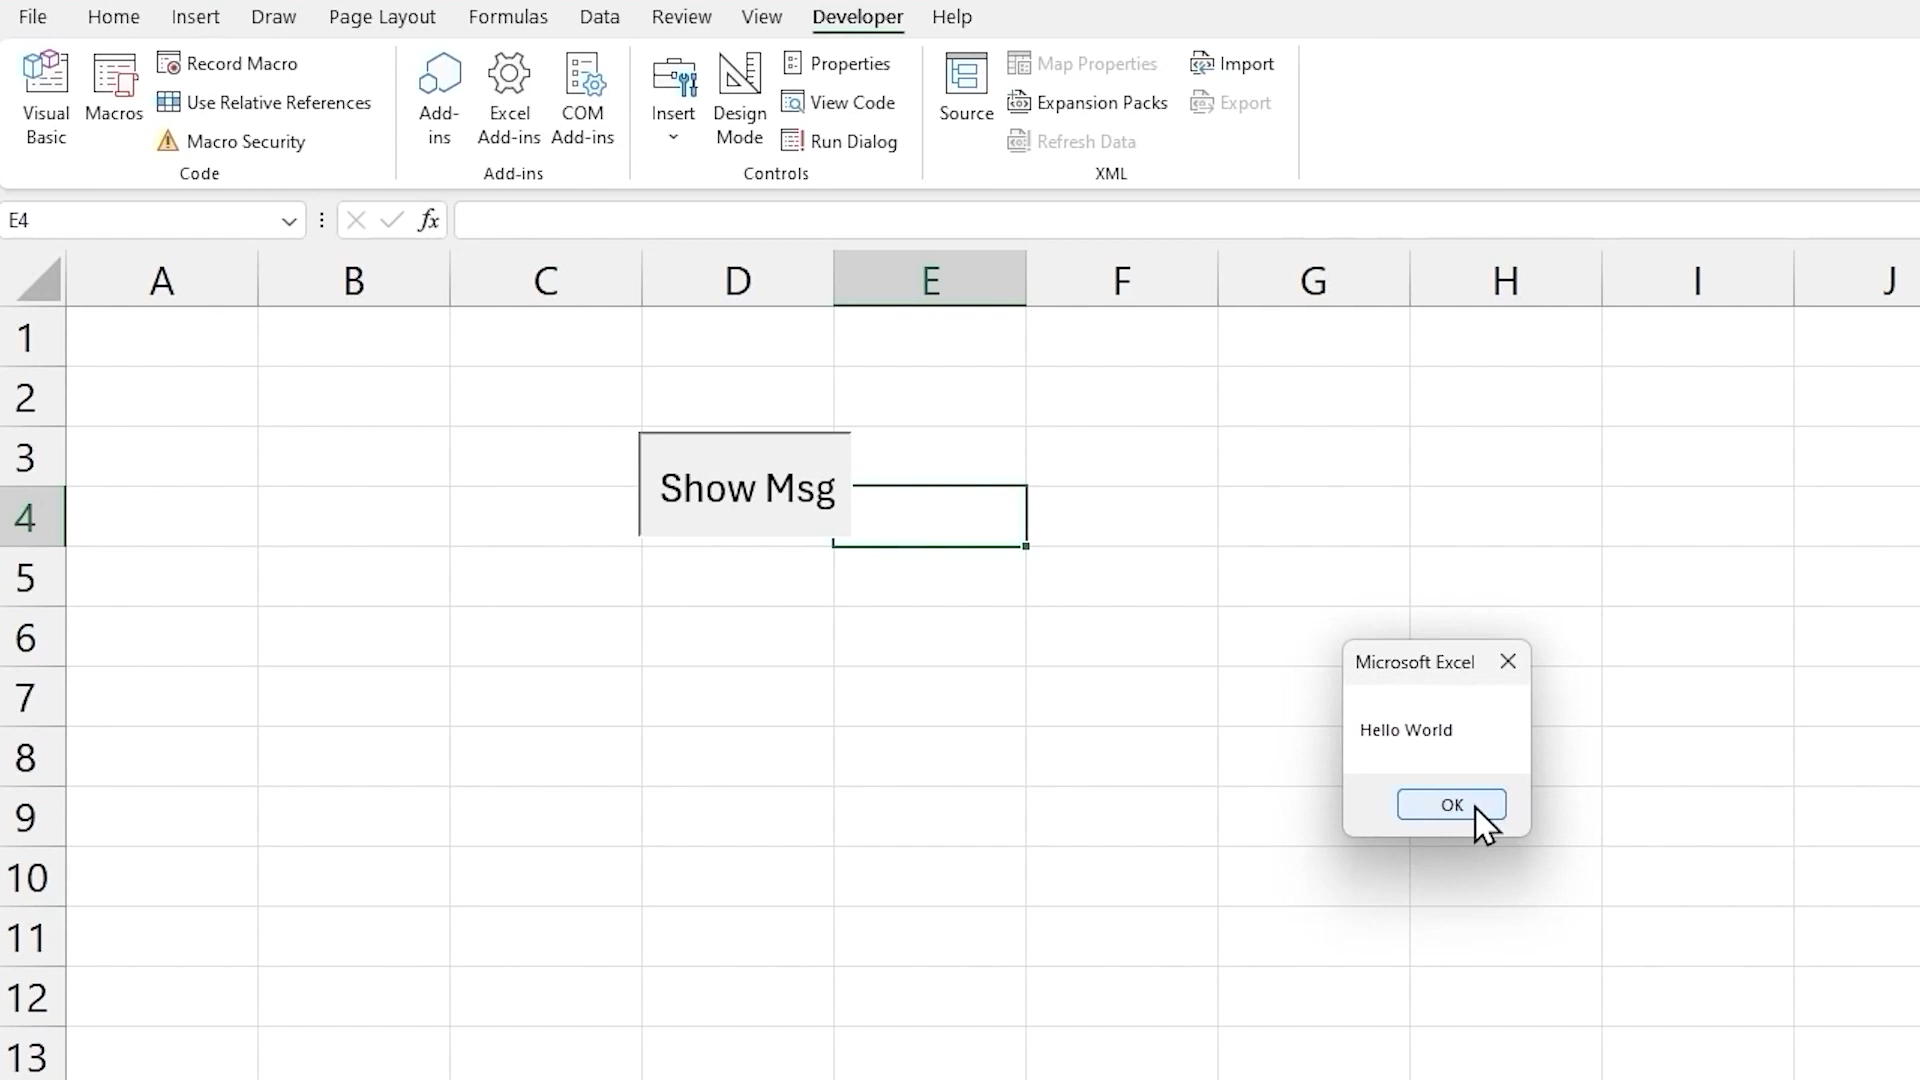 File Home Insert Draw Page Layout Formulas Data Review View Developer Help
Visual Basic
Macros
Record Macro
Use Relative References
Macro Security
Code
Add-ins
Excel Add-ins
COM Add-ins
Add-ins
Insert
Design Mode
Properties
View Code
Run Dialog
Controls
Source
Map Properties
Expansion Packs
Refresh Data
Import
Export
XML
E4
fx
A B C D E F G H I J
1
2
3
Show Msg
4
5
6
Microsoft Excel
7
Hello World
8
OK
9
10
11
12
13